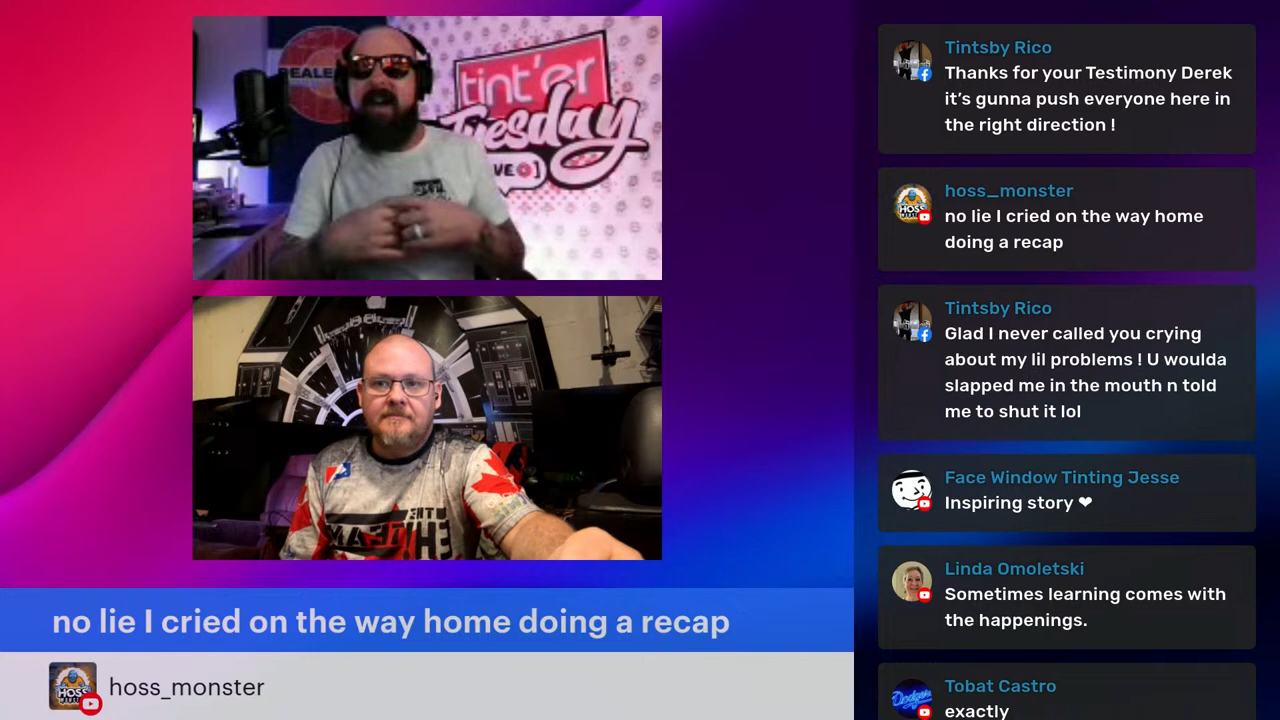 DEALER
tint'er
Tuesday
Tintsby Rico
Thanks for your Testimony Derek
it’s gunna push everyone here in
the right direction !
hoss_monster
no lie I cried on the way home
doing a recap
Tintsby Rico
Glad I never called you crying
about my lil problems ! U woulda
slapped me in the mouth n told
me to shut it lol
Face Window Tinting Jesse
Inspiring story ❤
Linda Omoletski
Sometimes learning comes with
the happenings.
Tobat Castro
exactly
Dodgers
no lie I cried on the way home doing a recap
HOSS
hoss_monster